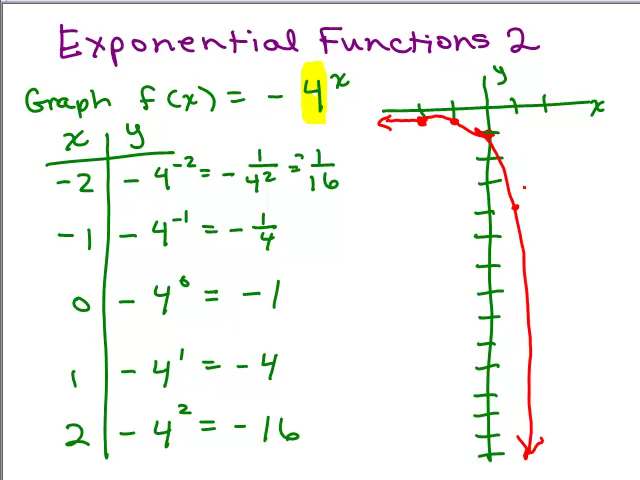 Exponential Functions 2
Graph f(x) = - 4^x
x y
-2 - 4^-2 = - 1/4^2 = - 1/16
-1 - 4^-1 = - 1/4
0 - 4^0 = -1
1 - 4^1 = -4
2 - 4^2 = -16
y
x